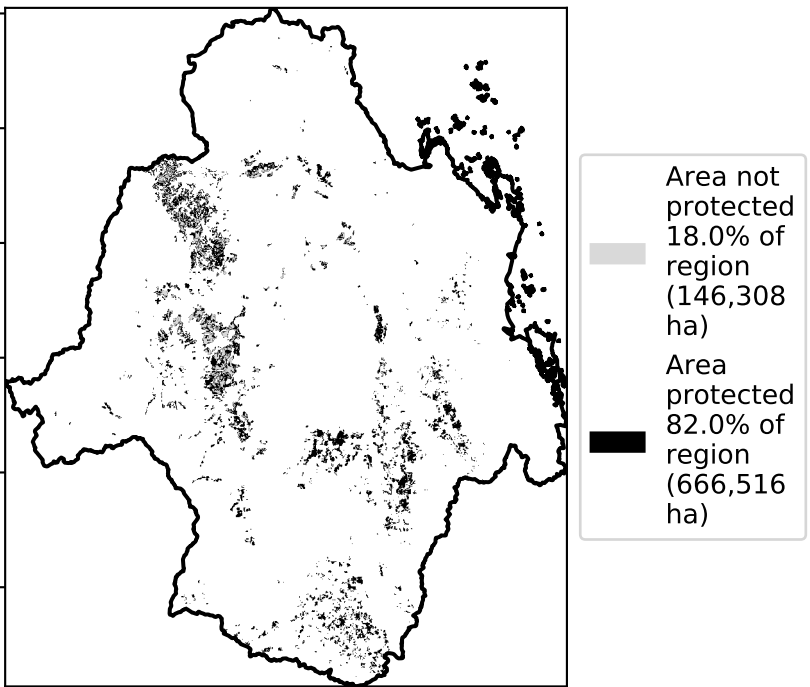 Area not
protected
18.0% of
region
(146,308
ha)
Area
protected
82.0% of
region
(666,516
ha)